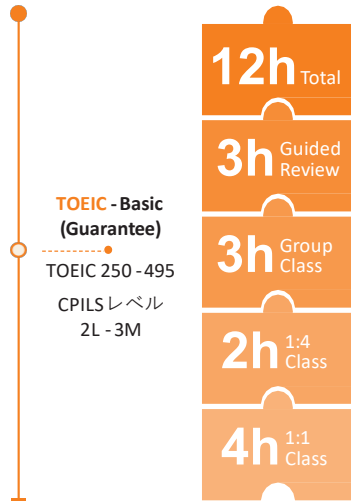 TOEIC - Basic
(Guarantee)
TOEIC 250 - 495
CPILSレベル
2L - 3M
12h Total
3h Guided
Review
3h Group
Class
2h 1:4
Class
4h 1:1
Class